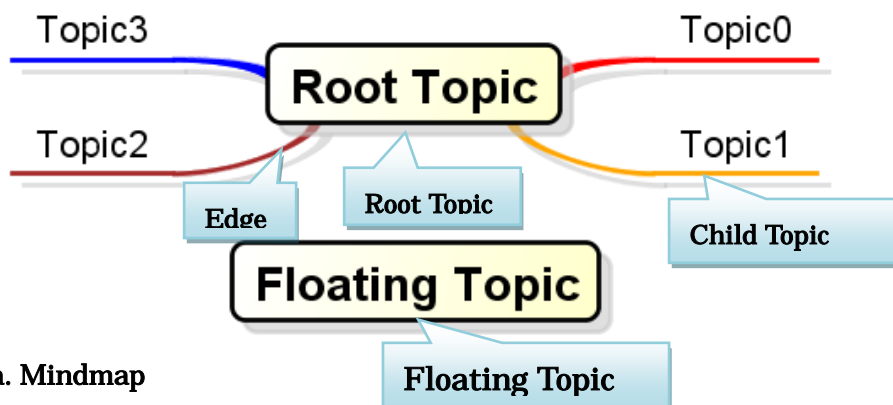 Topic3
Topic0
Root Topic
Topic2
Topic1
Edge
Root Topic
Child Topic
Floating Topic
Floating Topic
. Mindmap